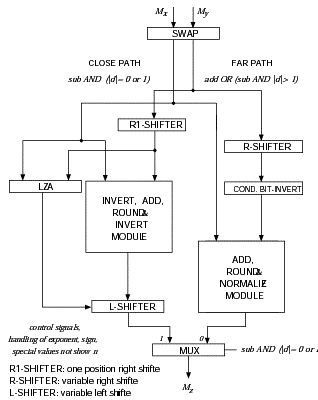 Mx My
SWAP
CLOSE PATH FAR PATH
sub AND (|d|= 0 or 1) add OR (sub AND |d|> 1)
R1-SHIFTER
R-SHIFTER
LZA
COND. BIT-INVERT
INVERT, ADD,
ROUND&
INVERT
MODULE
ADD,
ROUND&
NORMALIZE
MODULE
L-SHIFTER
control signals,
handling of exponent, sign,
special values not show n
1 0
MUX
sub AND (|d|= 0 or 1
Mz
R1-SHIFTER: one position right shifte
R-SHIFTER: variable right shifte
L-SHIFTER: variable left shifte